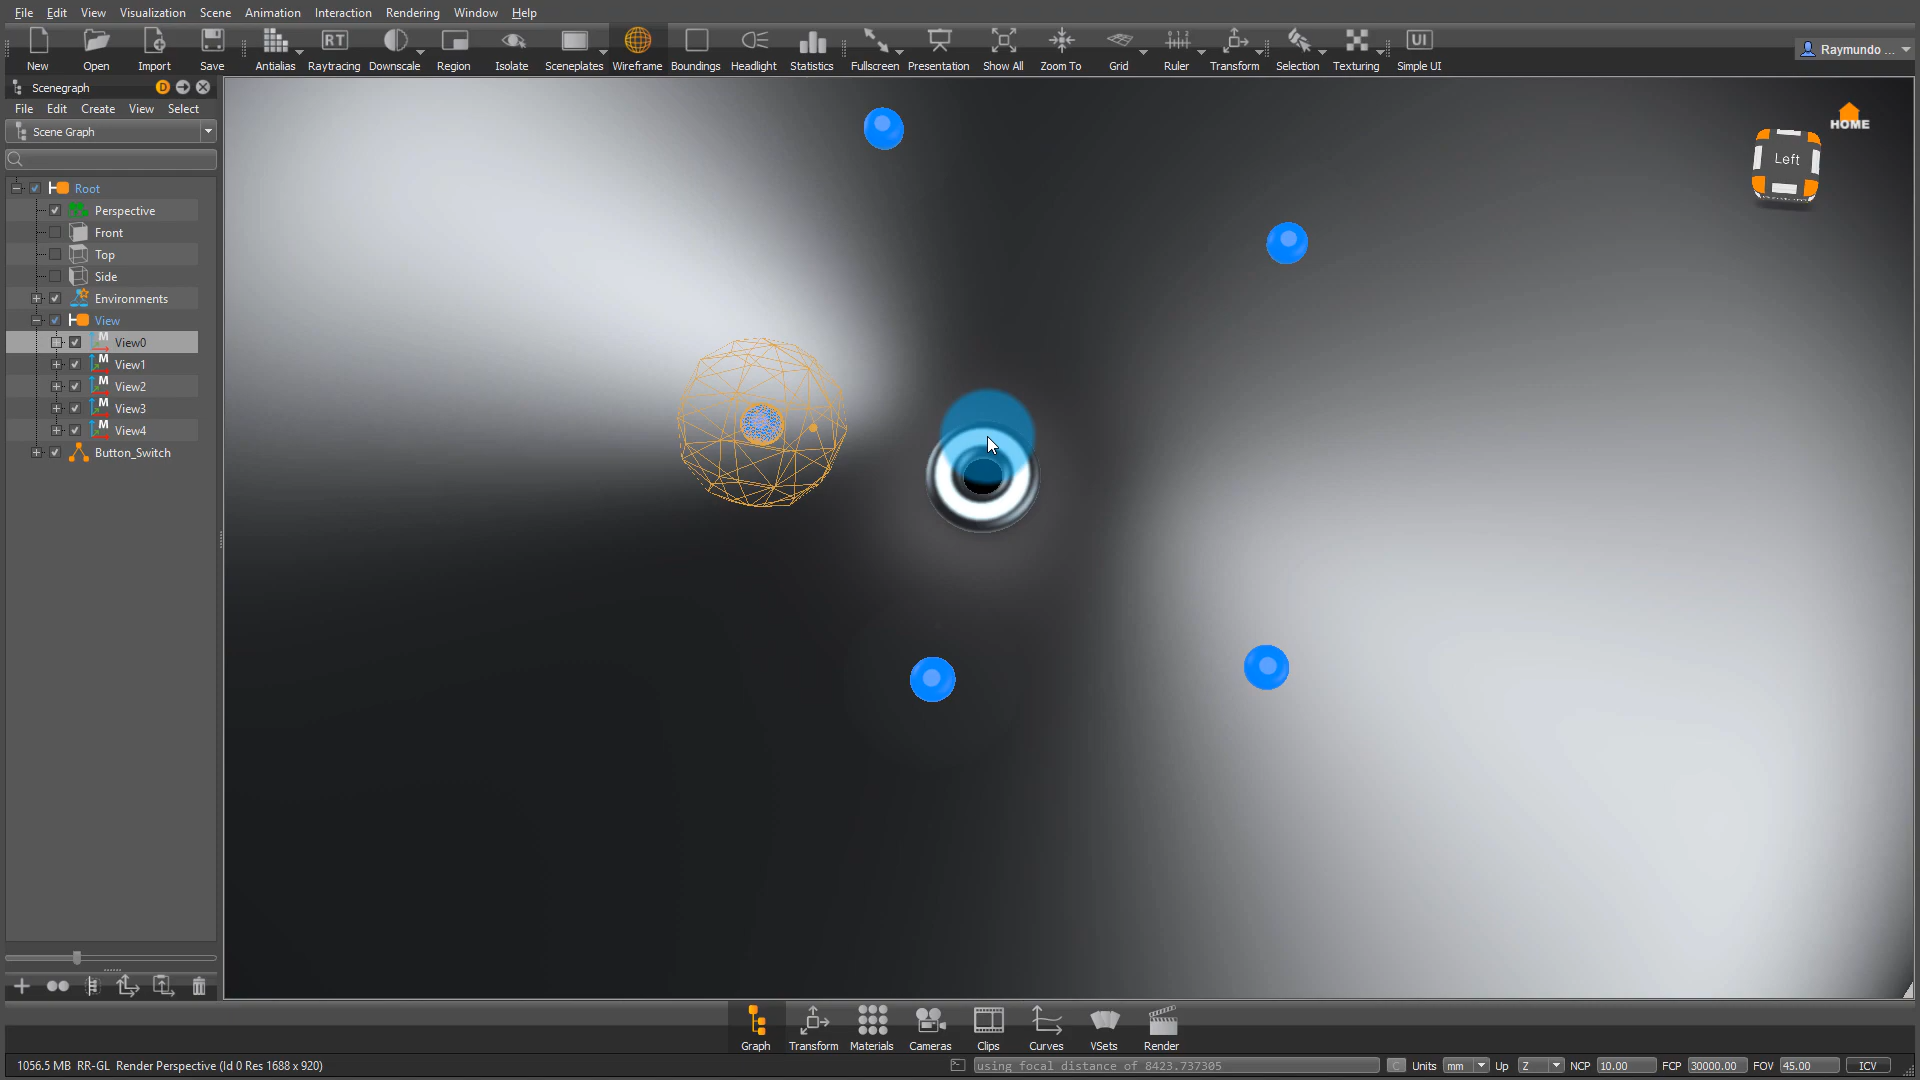 File Edit View Visualization Scene Animation Interaction Rendering Window Help
RT UI
New Open Import Save Antialias Raytracing Downscale Region Isolate Sceneplates Wireframe Boundings Headlight Statistics Fullscreen Presentation Show All Zoom To Grid Ruler Transform Selection Texturing Simple UI
Raymundo ...
Scenegraph D
File Edit Create View Select
Scene Graph
Root
Perspective
Front
Top
Side
Environments
View
M View0
M View1
M View2
M View3
M View4
Button_Switch
HOME
Left
Graph Transform Materials Cameras Clips Curves VSets Render
1056.5 MB RR-GL Render Perspective (Id 0 Res 1688 x 920) using focal distance of 8423.737305 C Units mm Up Z NCP 10.00 FCP 30000.00 FOV 45.00 ICV